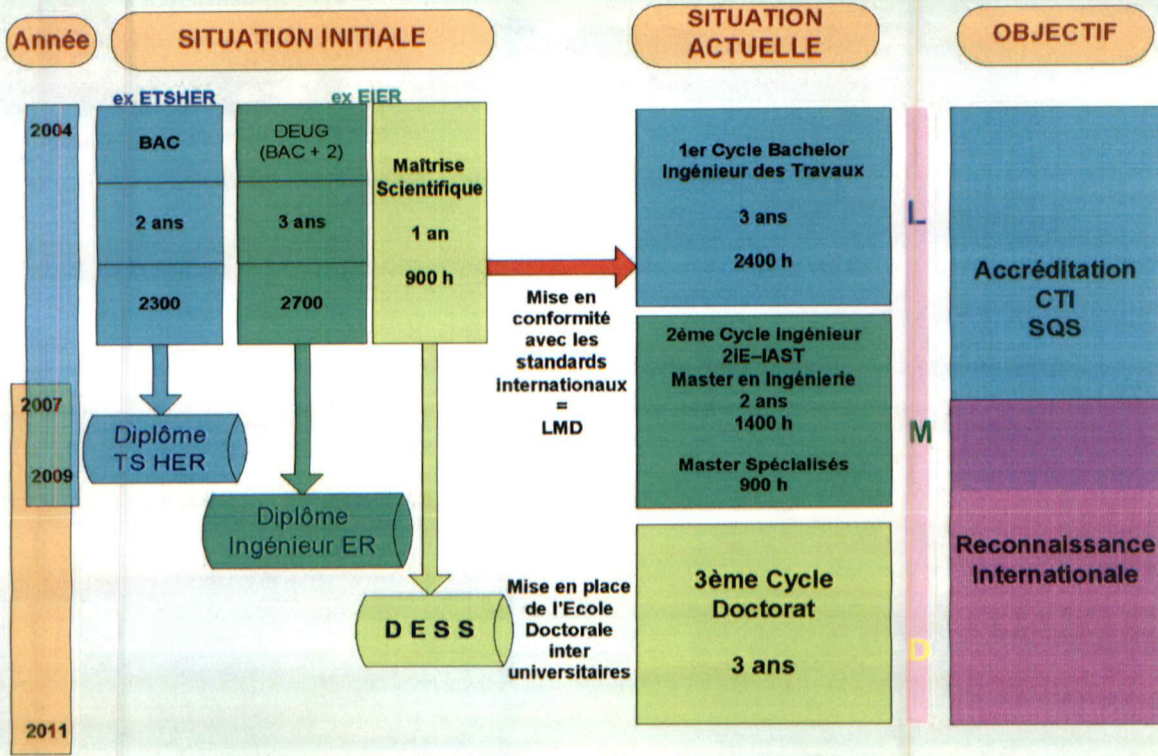 Année
SITUATION INITIALE
SITUATION
ACTUELLE
OBJECTIF
2004
2007
2009
2011
ex ETSHER
BAC
2 ans
2300
Diplôme
TS HER
ex EIER
DEUG
(BAC + 2)
3 ans
2700
Diplôme
Ingénieur ER
Maîtrise
Scientifique
1 an
900 h
DESS
Mise en
conformité
avec les
standards
internationaux
=
LMD
Mise en place
de l'Ecole
Doctorale
inter
universitaires
1er Cycle Bachelor
Ingénieur des Travaux
3 ans
2400 h
2ème Cycle Ingénieur
2iE–IAST
Master en Ingénierie
2 ans
1400 h
Master Spécialisés
900 h
3ème Cycle
Doctorat
3 ans
L
M
D
Accréditation
CTI
SQS
Reconnaissance
Internationale